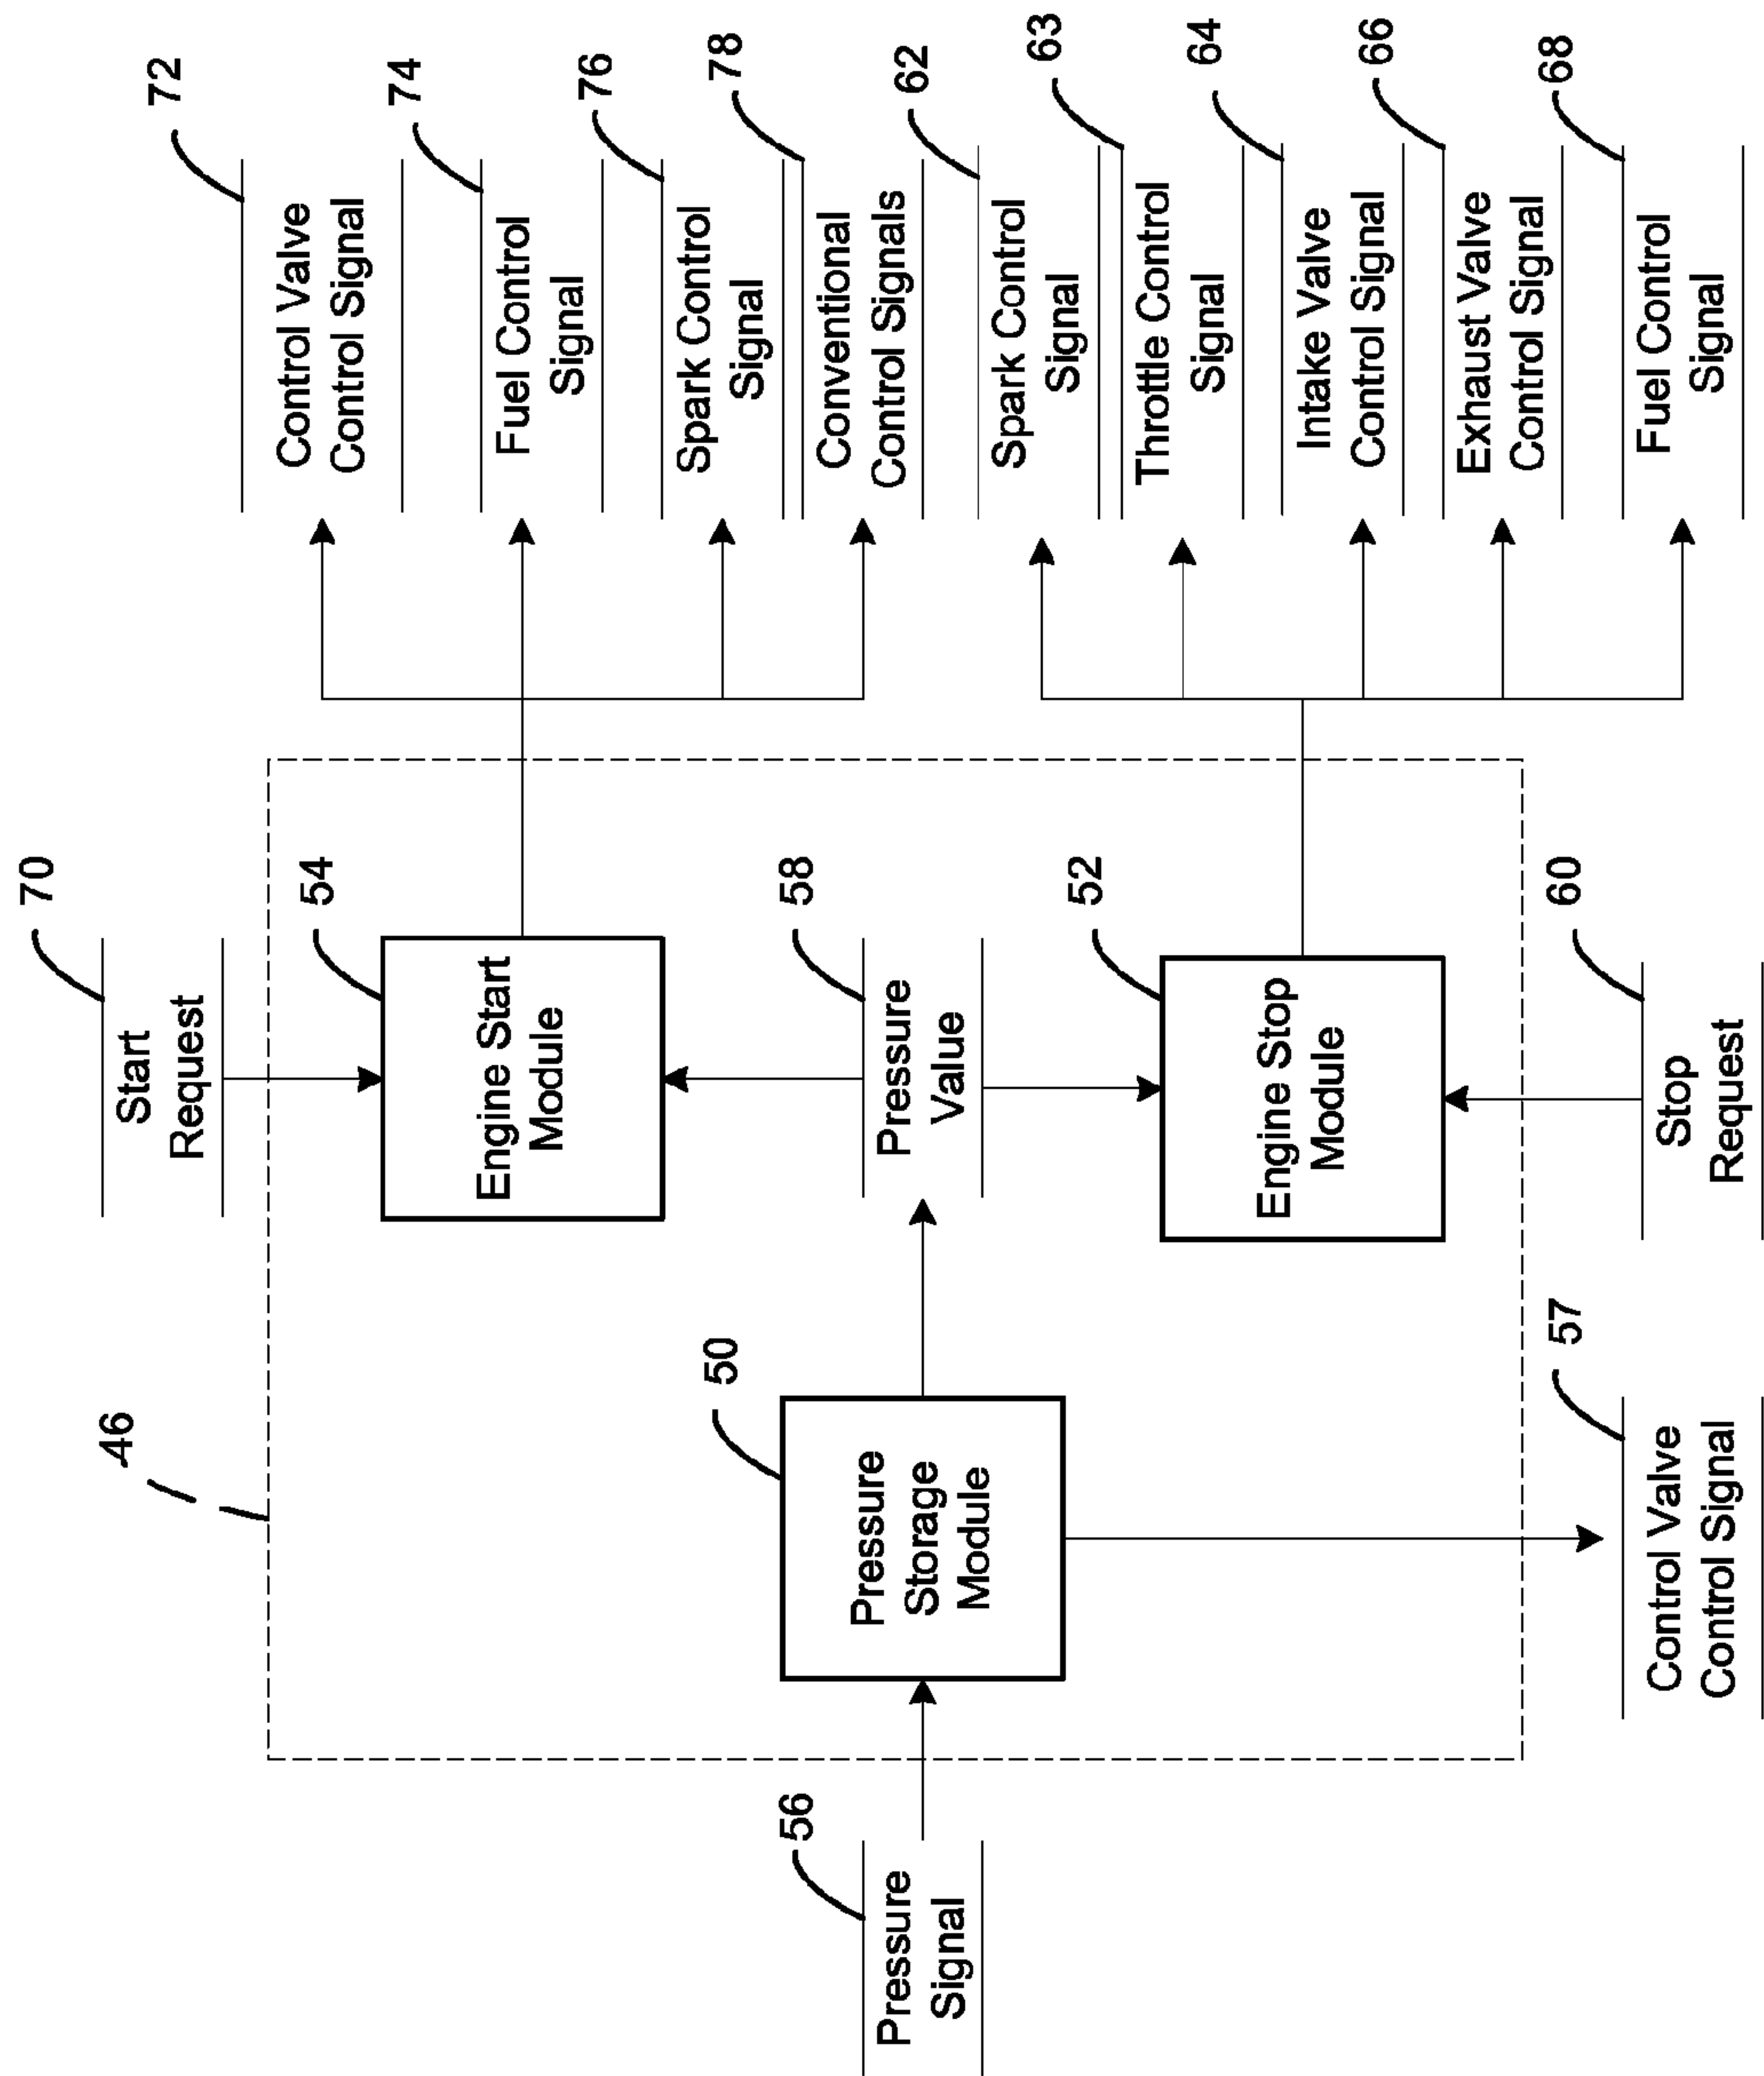 46
70
Start
Request
54
Engine Start
Module
58
Pressure
Value
52
Engine Stop
Module
60
Stop
Request
50
Pressure
Storage
Module
56
Pressure
Signal
57
Control Valve
Control Signal
72
Control Valve
Control Signal
74
Fuel Control
Signal
76
Spark Control
Signal
78
Conventional
Control Signals
62
Spark Control
Signal
63
Throttle Control
Signal
64
Intake Valve
Control Signal
66
Exhaust Valve
Control Signal
68
Fuel Control
Signal